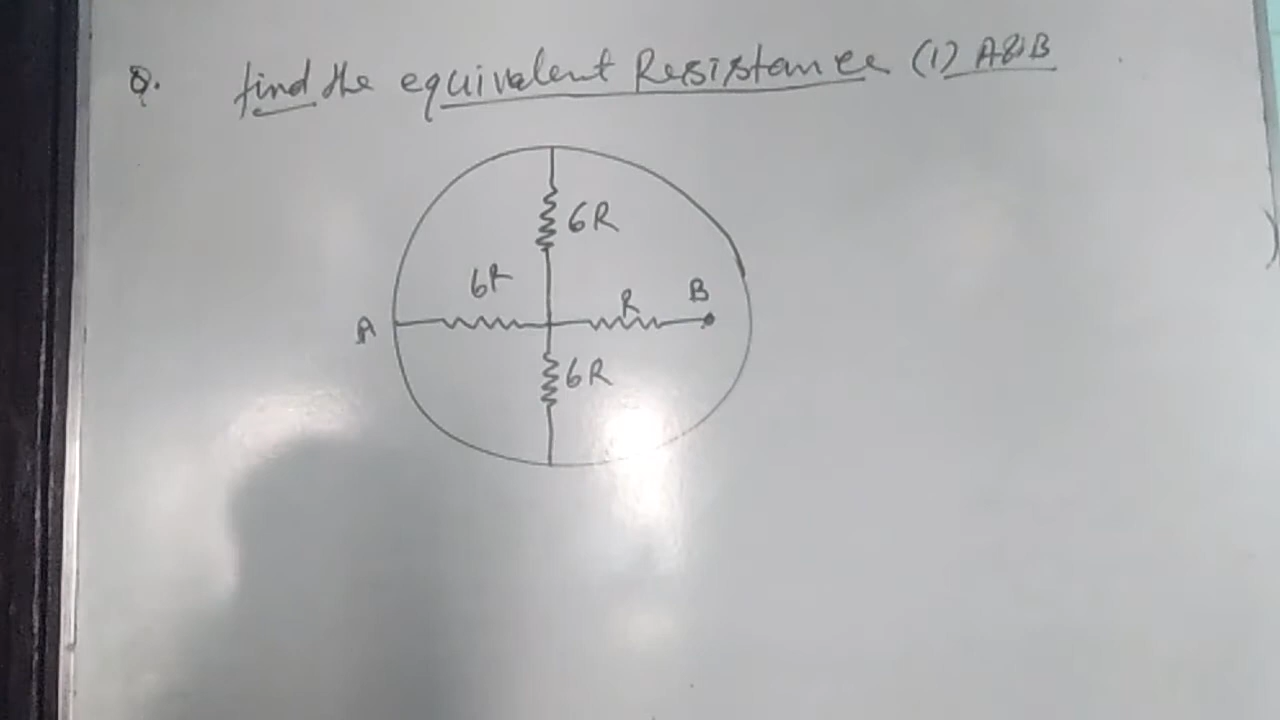 Q. find the equivalent Resistance (1) A&B
6R
6R
R
B
A
6R